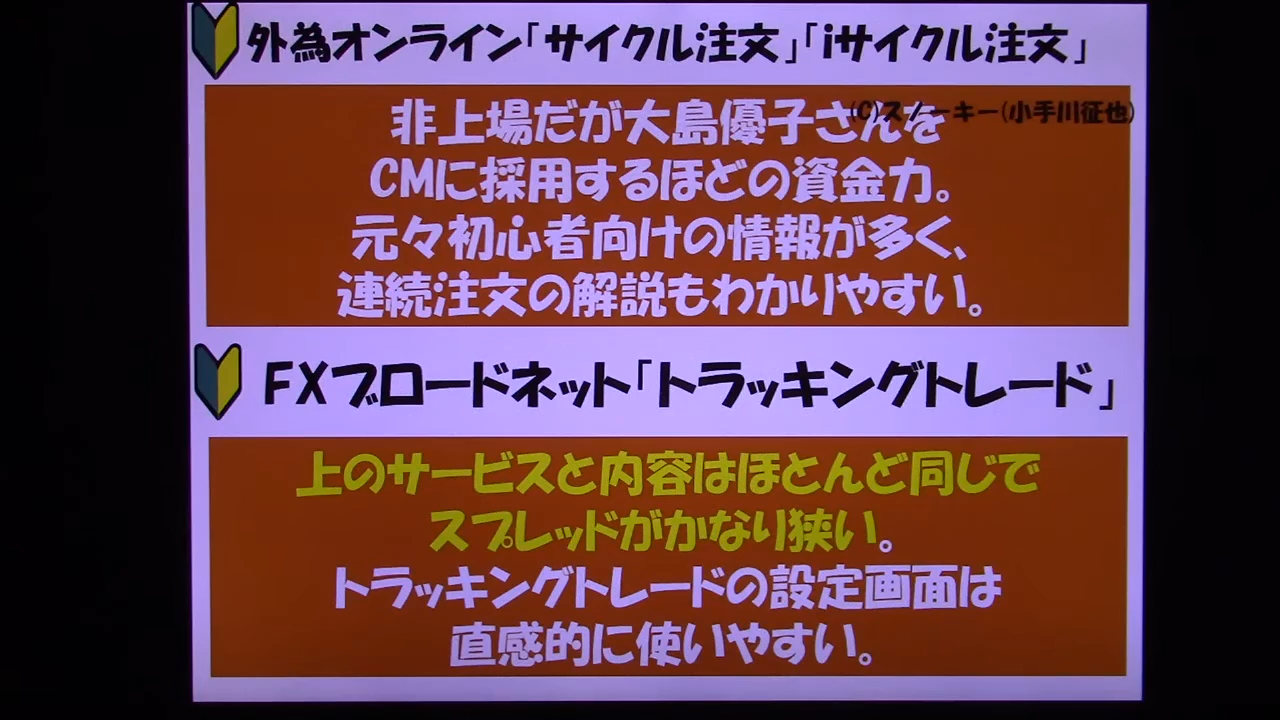 外為オンライン「サイクル注文」「iサイクル注文」
(C)スノーキー(小手川征也)
非上場だが大島優子さんを
CMに採用するほどの資金力。
元々初心者向けの情報が多く、
連続注文の解説もわかりやすい。
FXブロードネット「トラッキングトレード」
上のサービスと内容はほとんど同じで
スプレッドがかなり狭い。
トラッキングトレードの設定画面は
直感的に使いやすい。